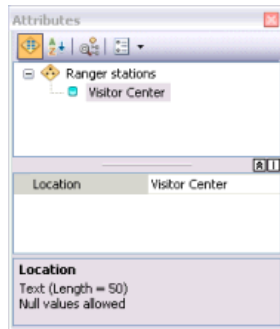 Attributes
Ranger stations
Visitor Center
Location Visitor Center
Location
Text (Length = 50)
Null values allowed